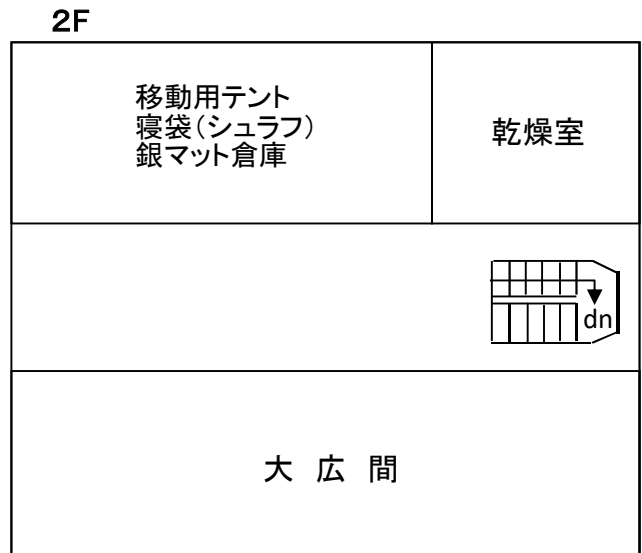 2F
移動用テント
寝袋(シュラフ)
銀マット倉庫
乾燥室
dn
大 広 間